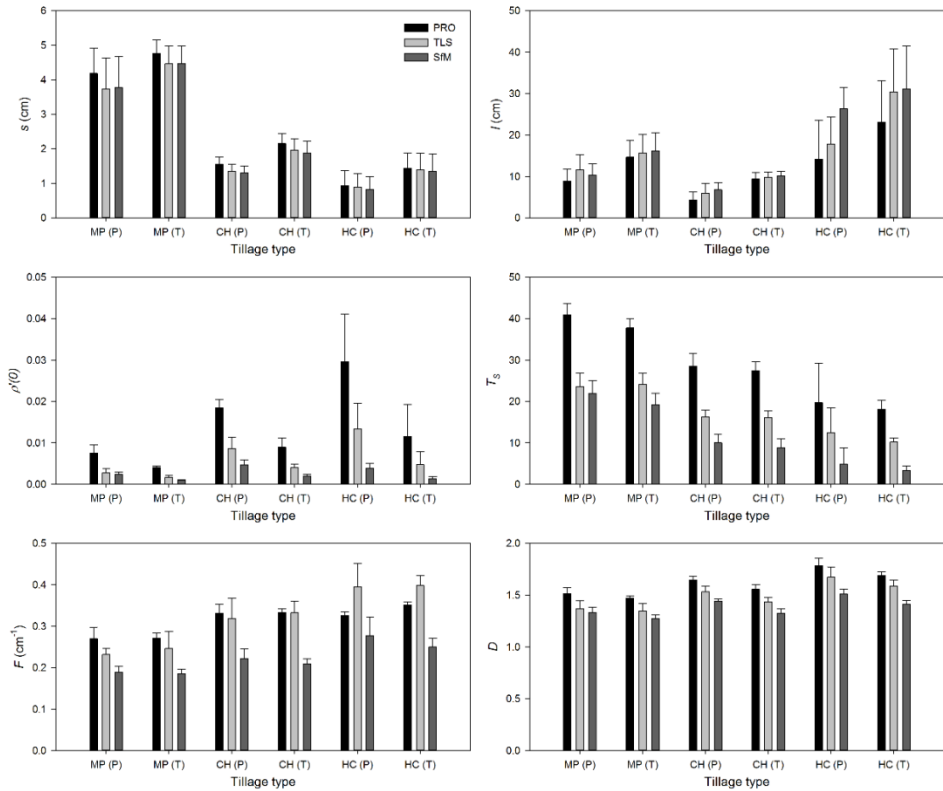 6
5
4
3
2
1
0
s (cm)
PRO
TLS
SfM
MP (P) MP (T) CH (P) CH (T) HC (P) HC (T)
Tillage type
50
40
30
20
10
0
l (cm)
MP (P) MP (T) CH (P) CH (T) HC (P) HC (T)
Tillage type
0.05
0.04
0.03
0.02
0.01
0.00
ρ'(0)
MP (P) MP (T) CH (P) CH (T) HC (P) HC (T)
Tillage type
50
40
30
20
10
0
T_S
MP (P) MP (T) CH (P) CH (T) HC (P) HC (T)
Tillage type
0.5
0.4
0.3
0.2
0.1
0.0
F (cm⁻¹)
MP (P) MP (T) CH (P) CH (T) HC (P) HC (T)
Tillage type
2.0
1.5
1.0
0.5
0.0
D
MP (P) MP (T) CH (P) CH (T) HC (P) HC (T)
Tillage type